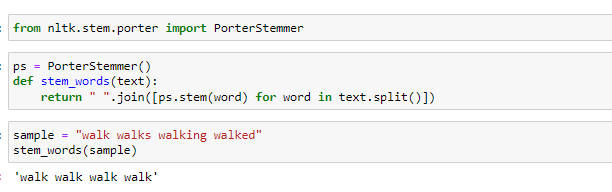 from nltk.stem.porter import PorterStemmer
ps = PorterStemmer()
def stem_words(text):
    return " ".join([ps.stem(word) for word in text.split()])
sample = "walk walks walking walked"
stem_words(sample)
'walk walk walk walk'